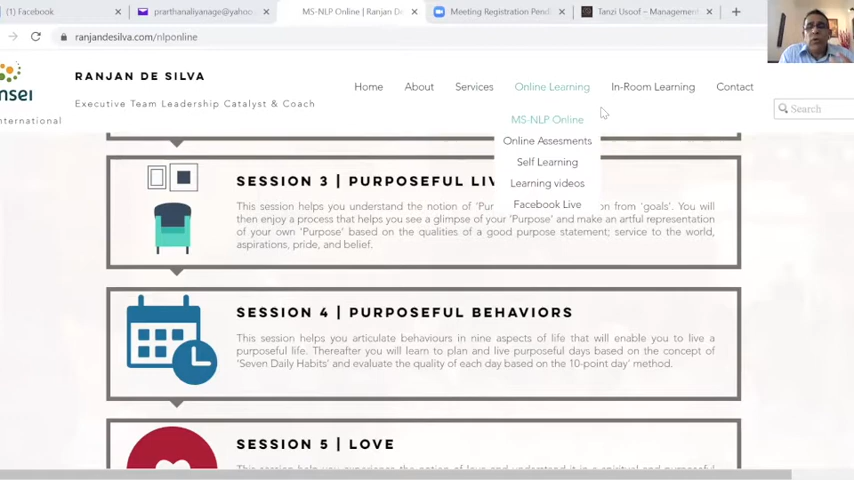 Facebook
prarthanaliyanage@yahoo
MS-NLP Online | Ranjan De
Meeting Registration Pendi
Tanzi Usoof – Management
ranjandesilva.com/nlponline
nsei
nternational
RANJAN DE SILVA
Executive Team Leadership Catalyst & Coach
Home
About
Services
Online Learning
In-Room Learning
Contact
Search
MS-NLP Online
Online Assesments
Self Learning
Learning videos
Facebook Live
SESSION 3 | PURPOSEFUL LIV
This session helps you understand the notion of 'Pur
on from 'goals'. You will
then enjoy a process that helps you see a glimpse of your 'Purpose' and make an artful representation
of your own 'Purpose' based on the qualities of a good purpose statement; service to the world,
aspirations, pride, and belief.
SESSION 4 | PURPOSEFUL BEHAVIORS
This session helps you articulate behaviours in nine aspects of life that will enable you to live a
purposeful life. Thereafter you will learn to plan and live purposeful days based on the concept of
'Seven Daily Habits' and evaluate the quality of each day based on the 10-point day' method.
SESSION 5 | LOVE